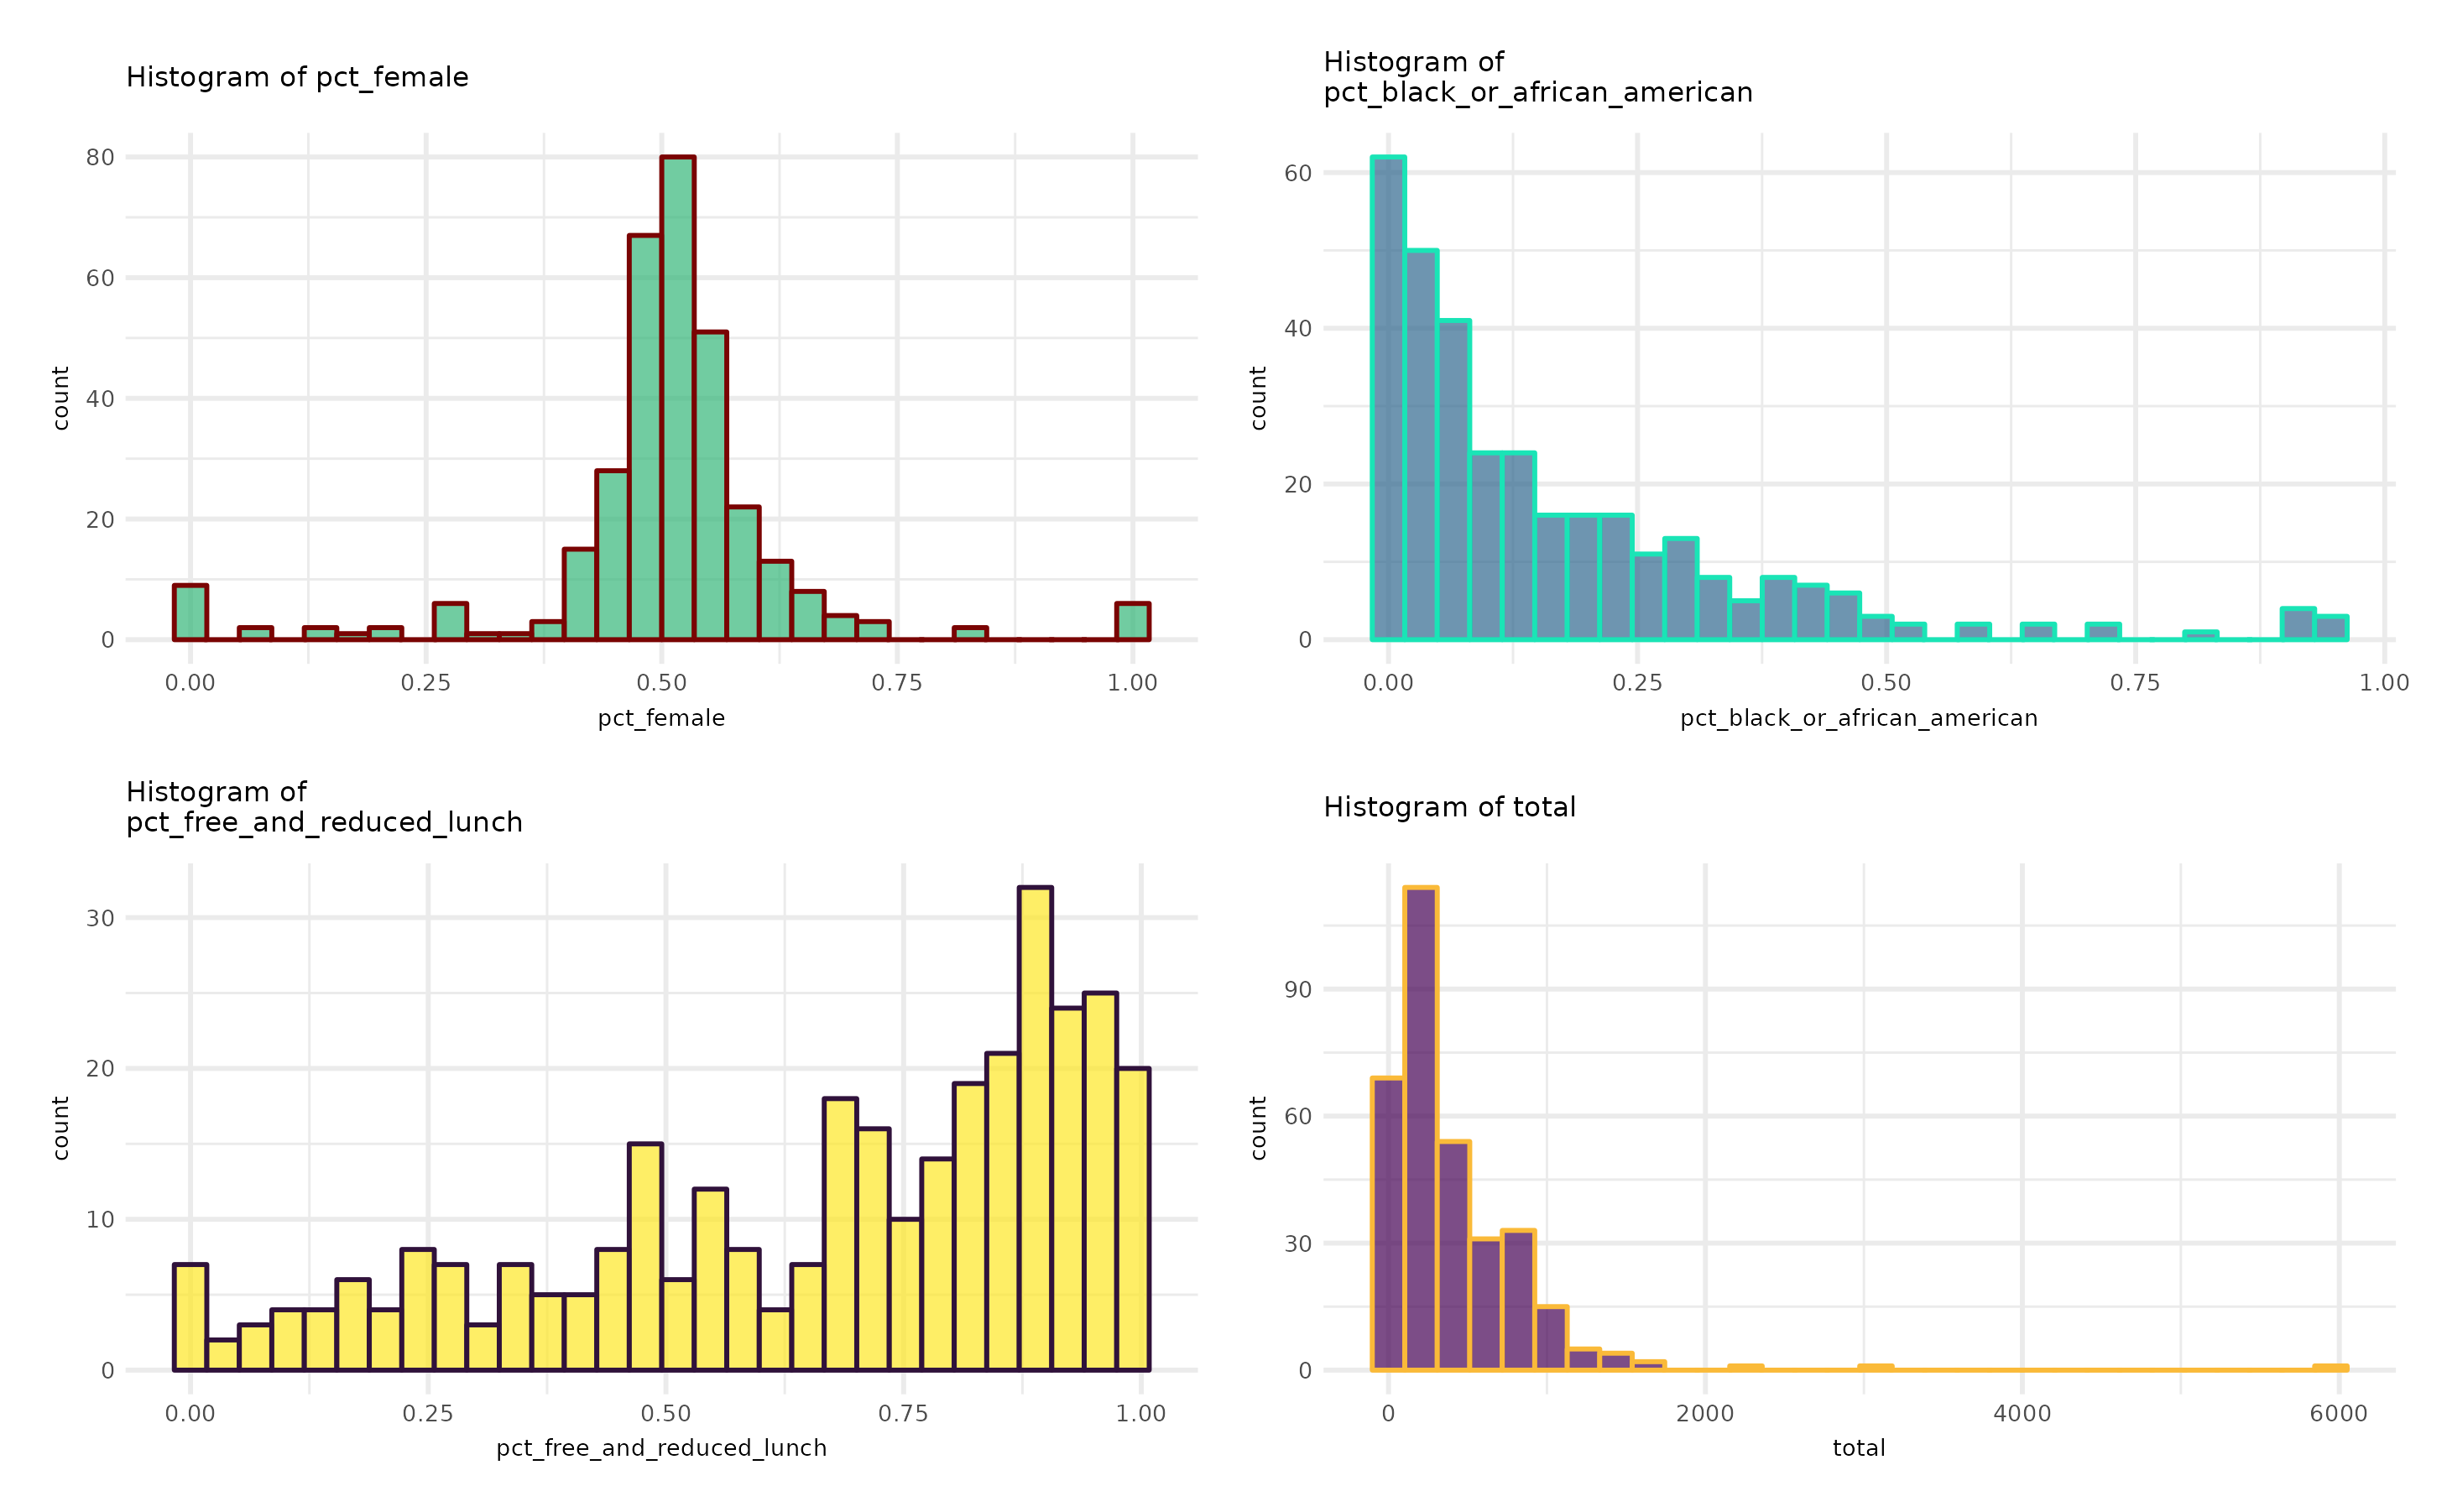 Histogram of pct_female
80
60
40
20
0
count
0.00 0.25 0.50 0.75 1.00
pct_female
Histogram of
pct_black_or_african_american
60
40
20
0
count
0.00 0.25 0.50 0.75 1.00
pct_black_or_african_american
Histogram of
pct_free_and_reduced_lunch
30
20
10
0
count
0.00 0.25 0.50 0.75 1.00
pct_free_and_reduced_lunch
Histogram of total
90
60
30
0
count
0 2000 4000 6000
total